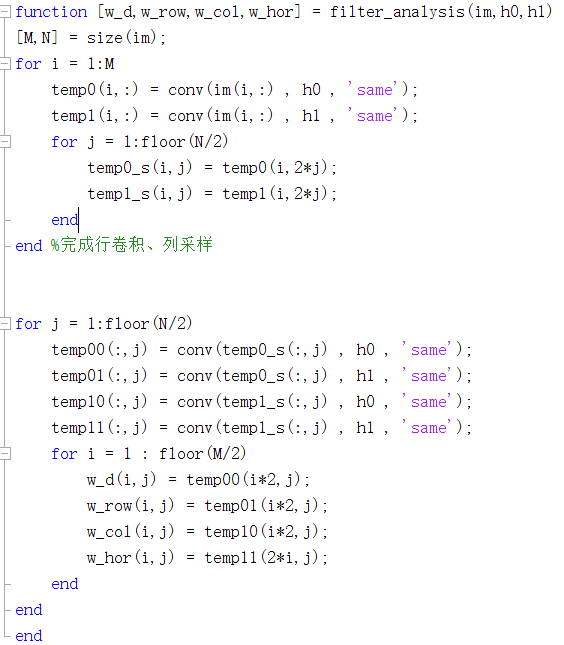 function [w_d,w_row,w_col,w_hor] = filter_analysis(im,h0,h1)
[M,N] = size(im);
for i = 1:M
temp0(i,:) = conv(im(i,:) , h0 , 'same');
temp1(i,:) = conv(im(i,:) , h1 , 'same');
for j = 1:floor(N/2)
temp0_s(i,j) = temp0(i,2*j);
temp1_s(i,j) = temp1(i,2*j);
end
end %完成行卷积、列采样
for j = 1:floor(N/2)
temp00(:,j) = conv(temp0_s(:,j) , h0 , 'same');
temp01(:,j) = conv(temp0_s(:,j) , h1 , 'same');
temp10(:,j) = conv(temp1_s(:,j) , h0 , 'same');
temp11(:,j) = conv(temp1_s(:,j) , h1 , 'same');
for i = 1 : floor(M/2)
w_d(i,j) = temp00(i*2,j);
w_row(i,j) = temp01(i*2,j);
w_col(i,j) = temp10(i*2,j);
w_hor(i,j) = temp11(2*i,j);
end
end
end